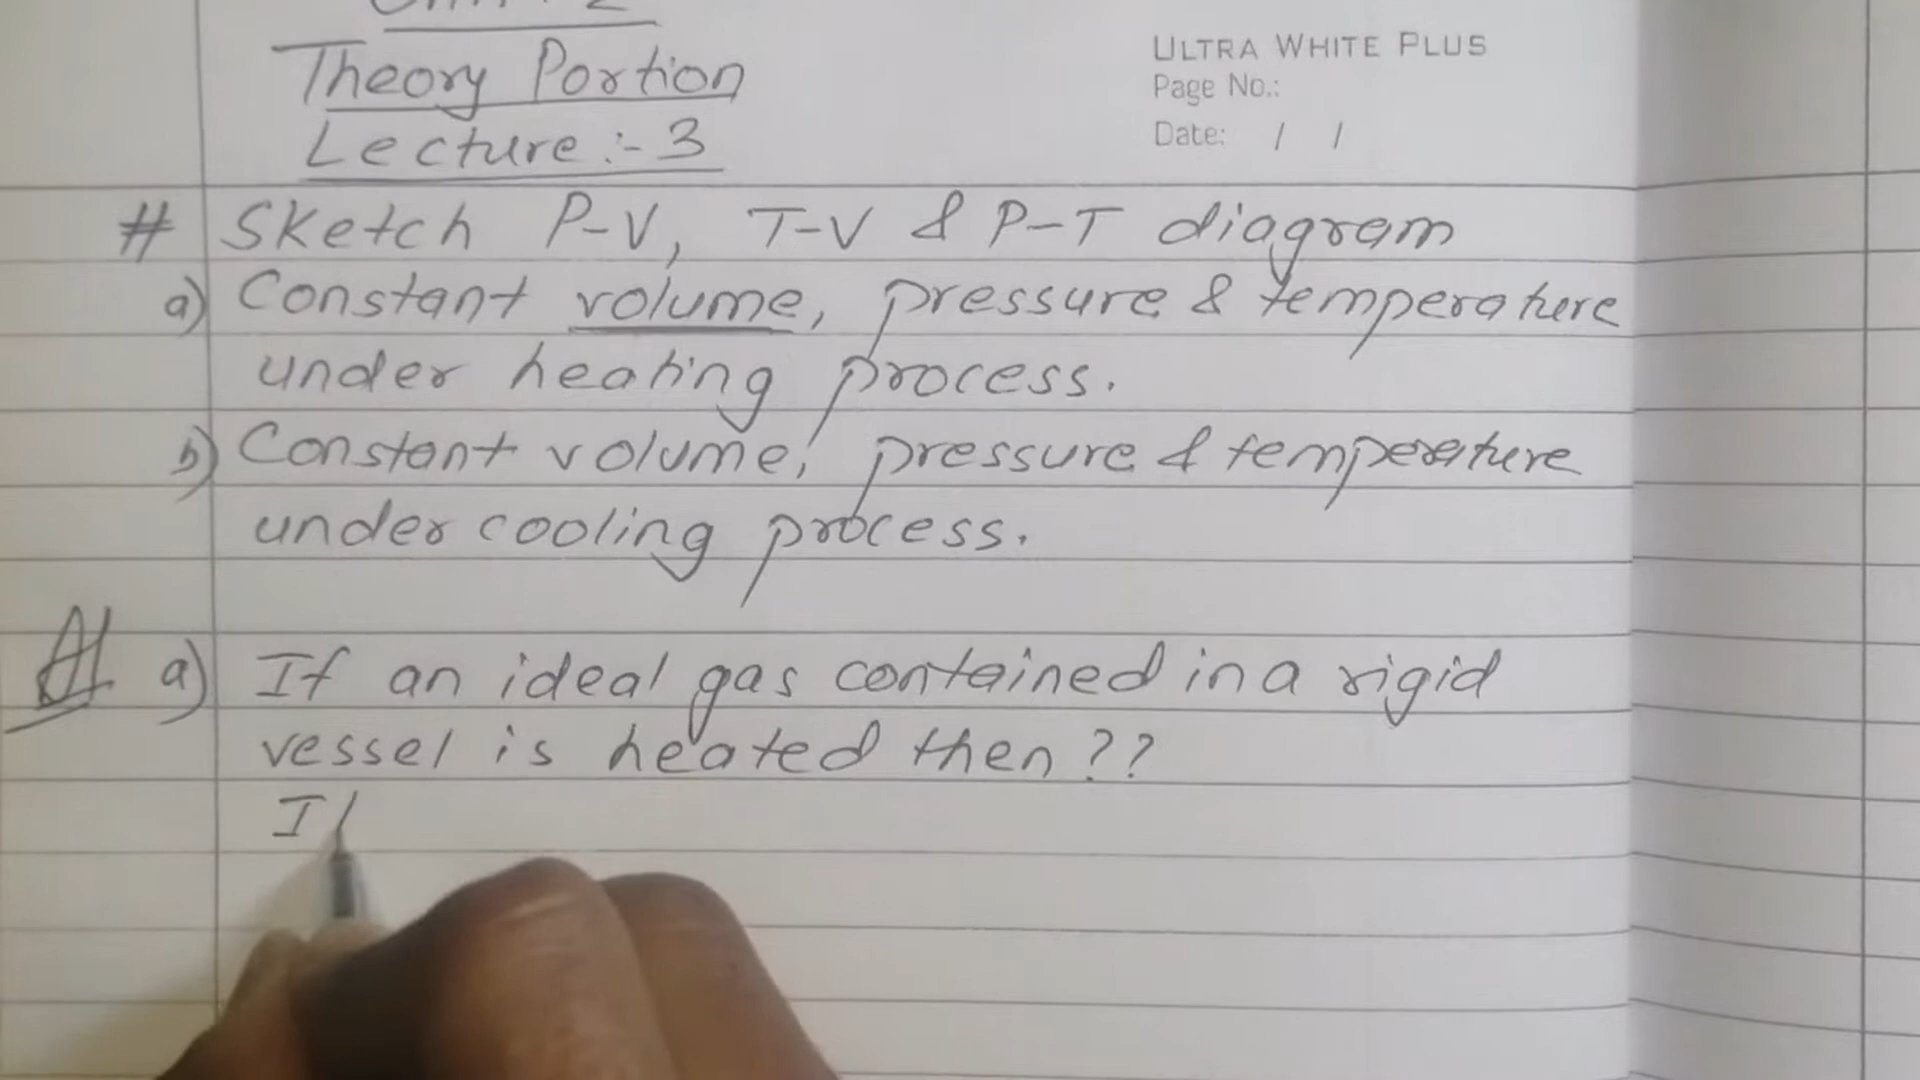 Theory Portion
Lecture :- 3
ULTRA WHITE PLUS
Page No.:
Date: / /
# Sketch P-V, T-V & P-T diagram
a) Constant volume, pressure & temperature
under heating process.
b) Constant volume, pressure & temperature
under cooling process.
a) If an ideal gas contained in a rigid
vessel is heated then ??